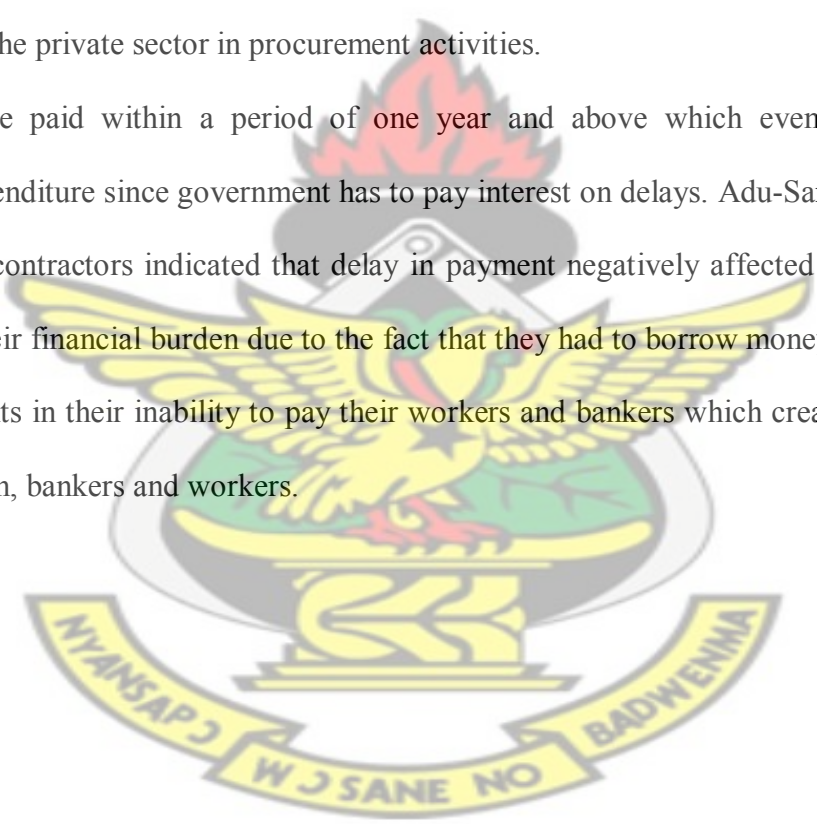 he private sector in procurement activities.
e paid within a period of one year and above which even
enditure since government has to pay interest on delays. Adu-Sa
contractors indicated that delay in payment negatively affected
eir financial burden due to the fact that they had to borrow mone
ts in their inability to pay their workers and bankers which crea
, bankers and workers.
NYANSAPƆ
WƆSANE NO
BADWENMA